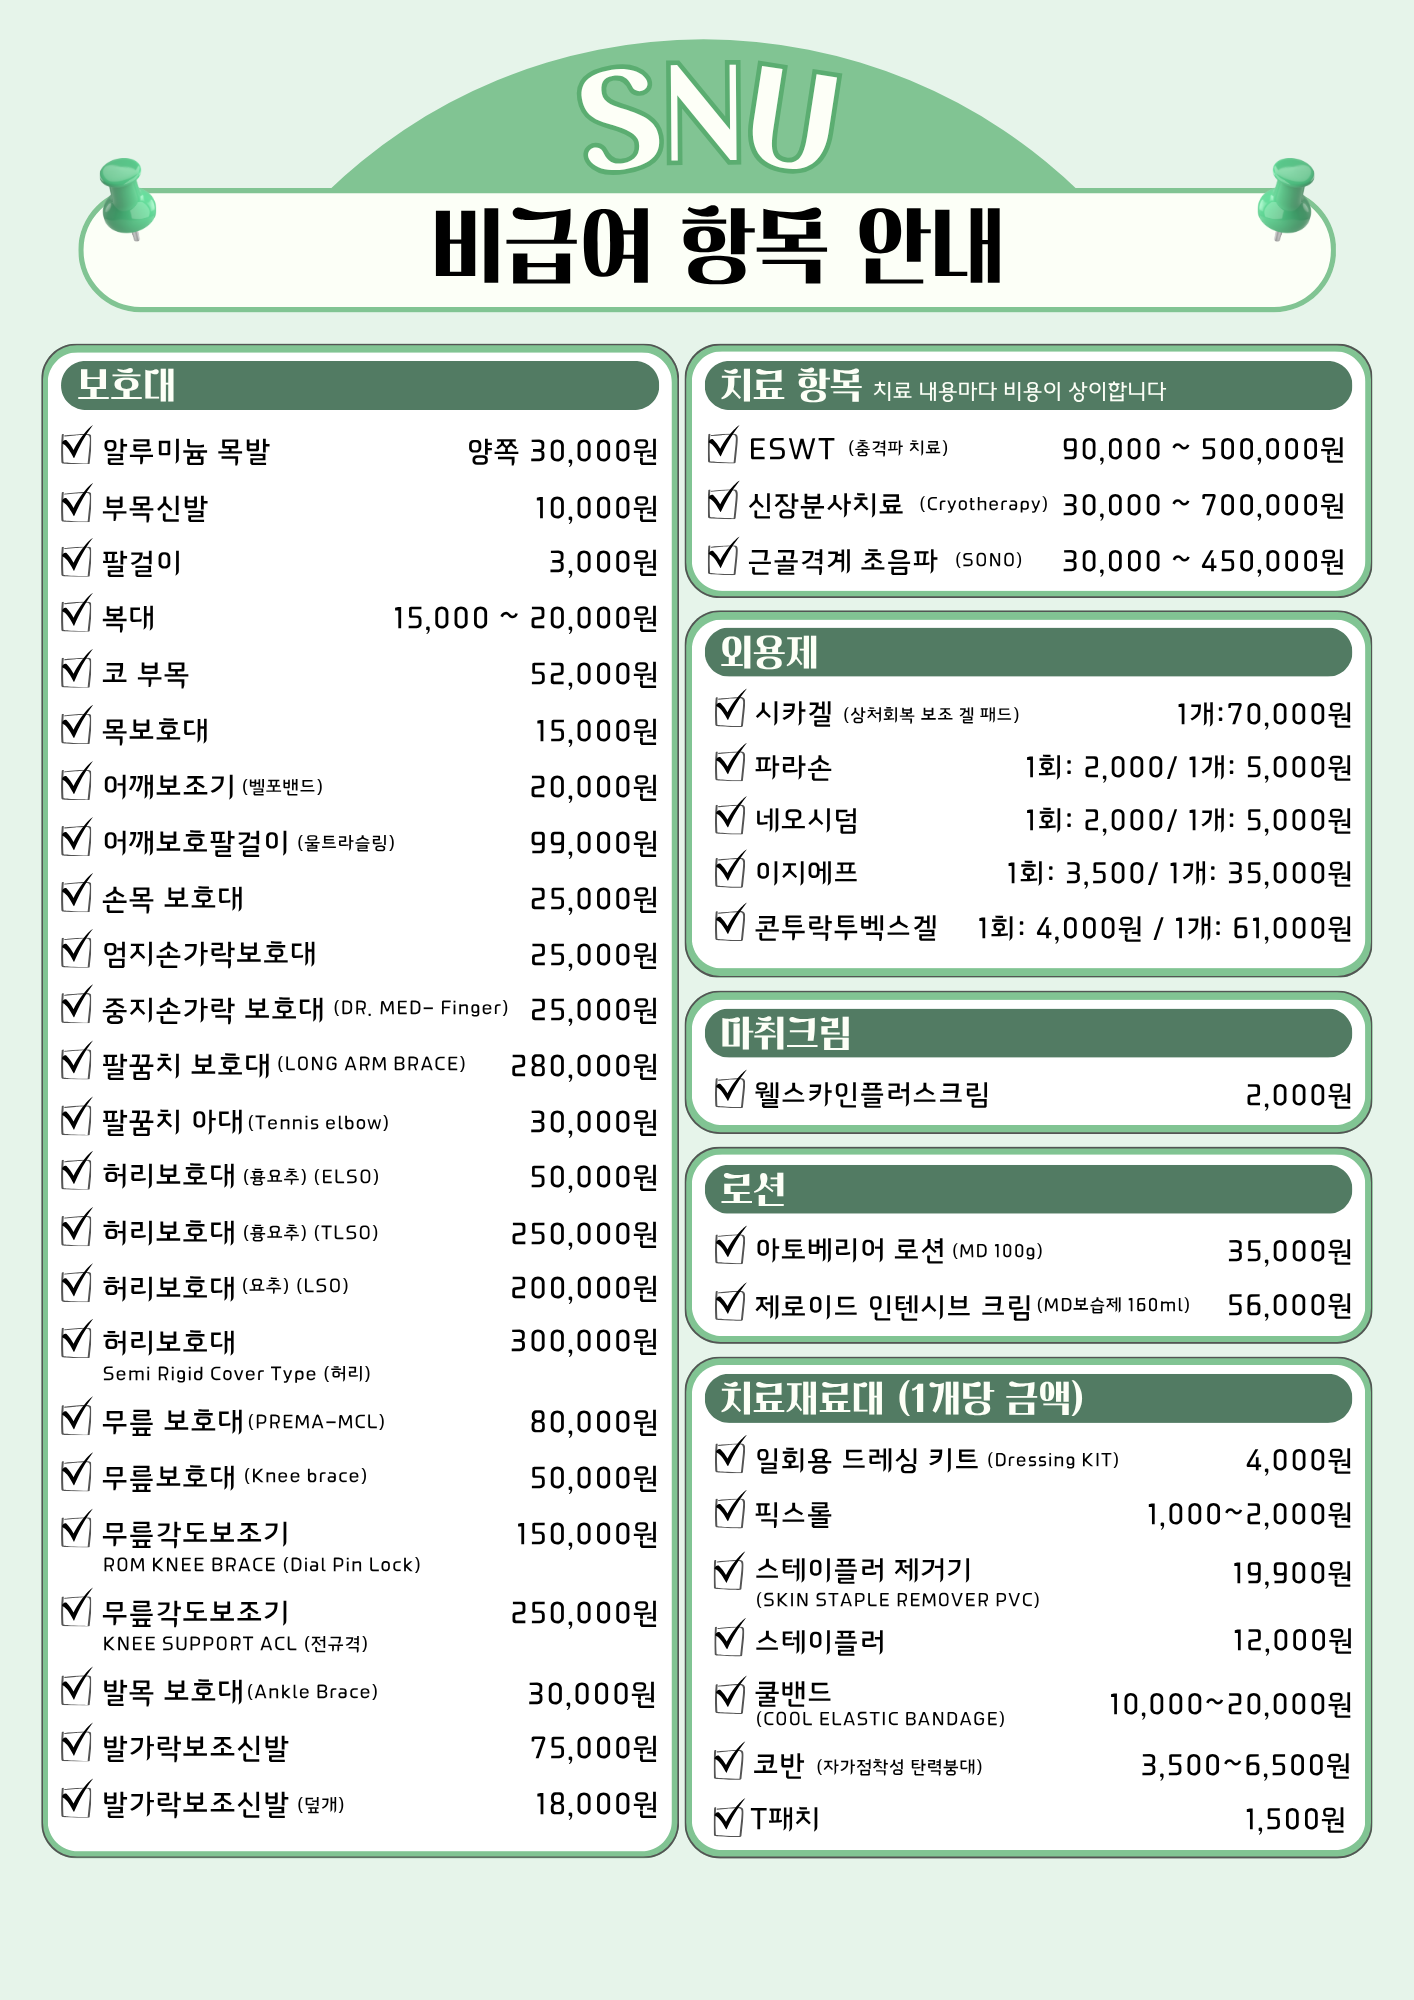 SNU
비급여 항목 안내
보호대
알루미늄 목발 양쪽 30,000원
부목신발 10,000원
팔걸이 3,000원
복대 15,000 ~ 20,000원
코 부목 52,000원
목보호대 15,000원
어깨보조기 (벨포밴드) 20,000원
어깨보호팔걸이 (울트라슬링) 99,000원
손목 보호대 25,000원
엄지손가락보호대 25,000원
중지손가락 보호대 (DR. MED- Finger) 25,000원
팔꿈치 보호대 (LONG ARM BRACE) 280,000원
팔꿈치 아대 (Tennis elbow) 30,000원
허리보호대 (흉요추) (ELSO) 50,000원
허리보호대 (흉요추) (TLSO) 250,000원
허리보호대 (요추) (LSO) 200,000원
허리보호대 300,000원
Semi Rigid Cover Type (허리)
무릎 보호대 (PREMA-MCL) 80,000원
무릎보호대 (Knee brace) 50,000원
무릎각도보조기 150,000원
ROM KNEE BRACE (Dial Pin Lock)
무릎각도보조기 250,000원
KNEE SUPPORT ACL (전규격)
발목 보호대 (Ankle Brace) 30,000원
발가락보조신발 75,000원
발가락보조신발 (덮개) 18,000원
치료 항목 치료 내용마다 비용이 상이합니다
ESWT (충격파 치료) 90,000 ~ 500,000원
신장분사치료 (Cryotherapy) 30,000 ~ 700,000원
근골격계 초음파 (SONO) 30,000 ~ 450,000원
외용제
시카겔 (상처회복 보조 겔 패드) 1개:70,000원
파라손 1회: 2,000/ 1개: 5,000원
네오시덤 1회: 2,000/ 1개: 5,000원
이지에프 1회: 3,500/ 1개: 35,000원
콘투락투벡스겔 1회: 4,000원 / 1개: 61,000원
마취크림
웰스카인플러스크림 2,000원
로션
아토베리어 로션 (MD 100g) 35,000원
제로이드 인텐시브 크림 (MD보습제 160ml) 56,000원
치료재료대 (1개당 금액)
일회용 드레싱 키트 (Dressing KIT) 4,000원
픽스롤 1,000~2,000원
스테이플러 제거기 19,900원
(SKIN STAPLE REMOVER PVC)
스테이플러 12,000원
쿨밴드 10,000~20,000원
(COOL ELASTIC BANDAGE)
코반 (자가점착성 탄력붕대) 3,500~6,500원
T패치 1,500원